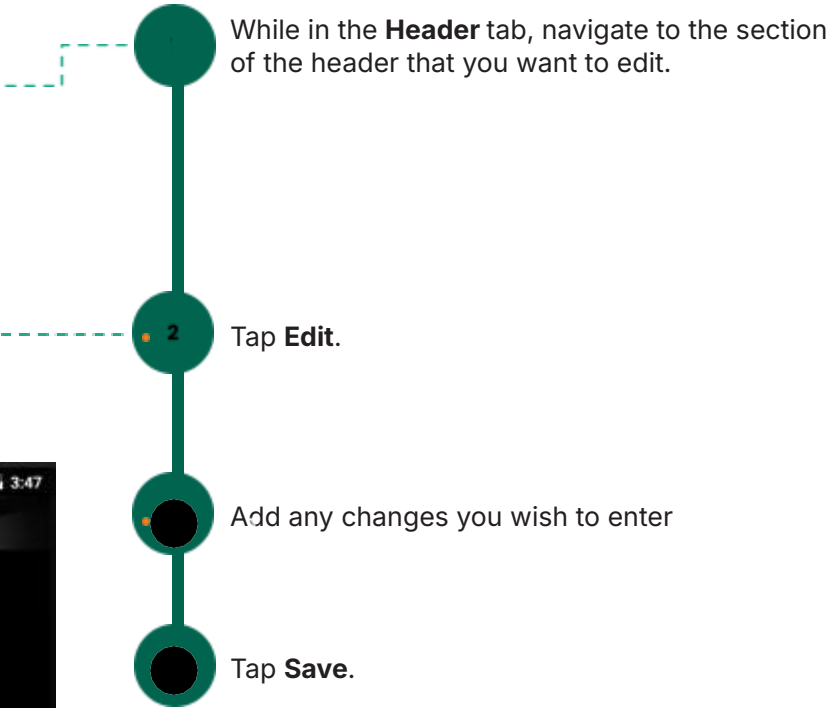 While in the Header tab, navigate to the section
of the header that you want to edit.
2
Tap Edit.
3:47
Add any changes you wish to enter
Tap Save.